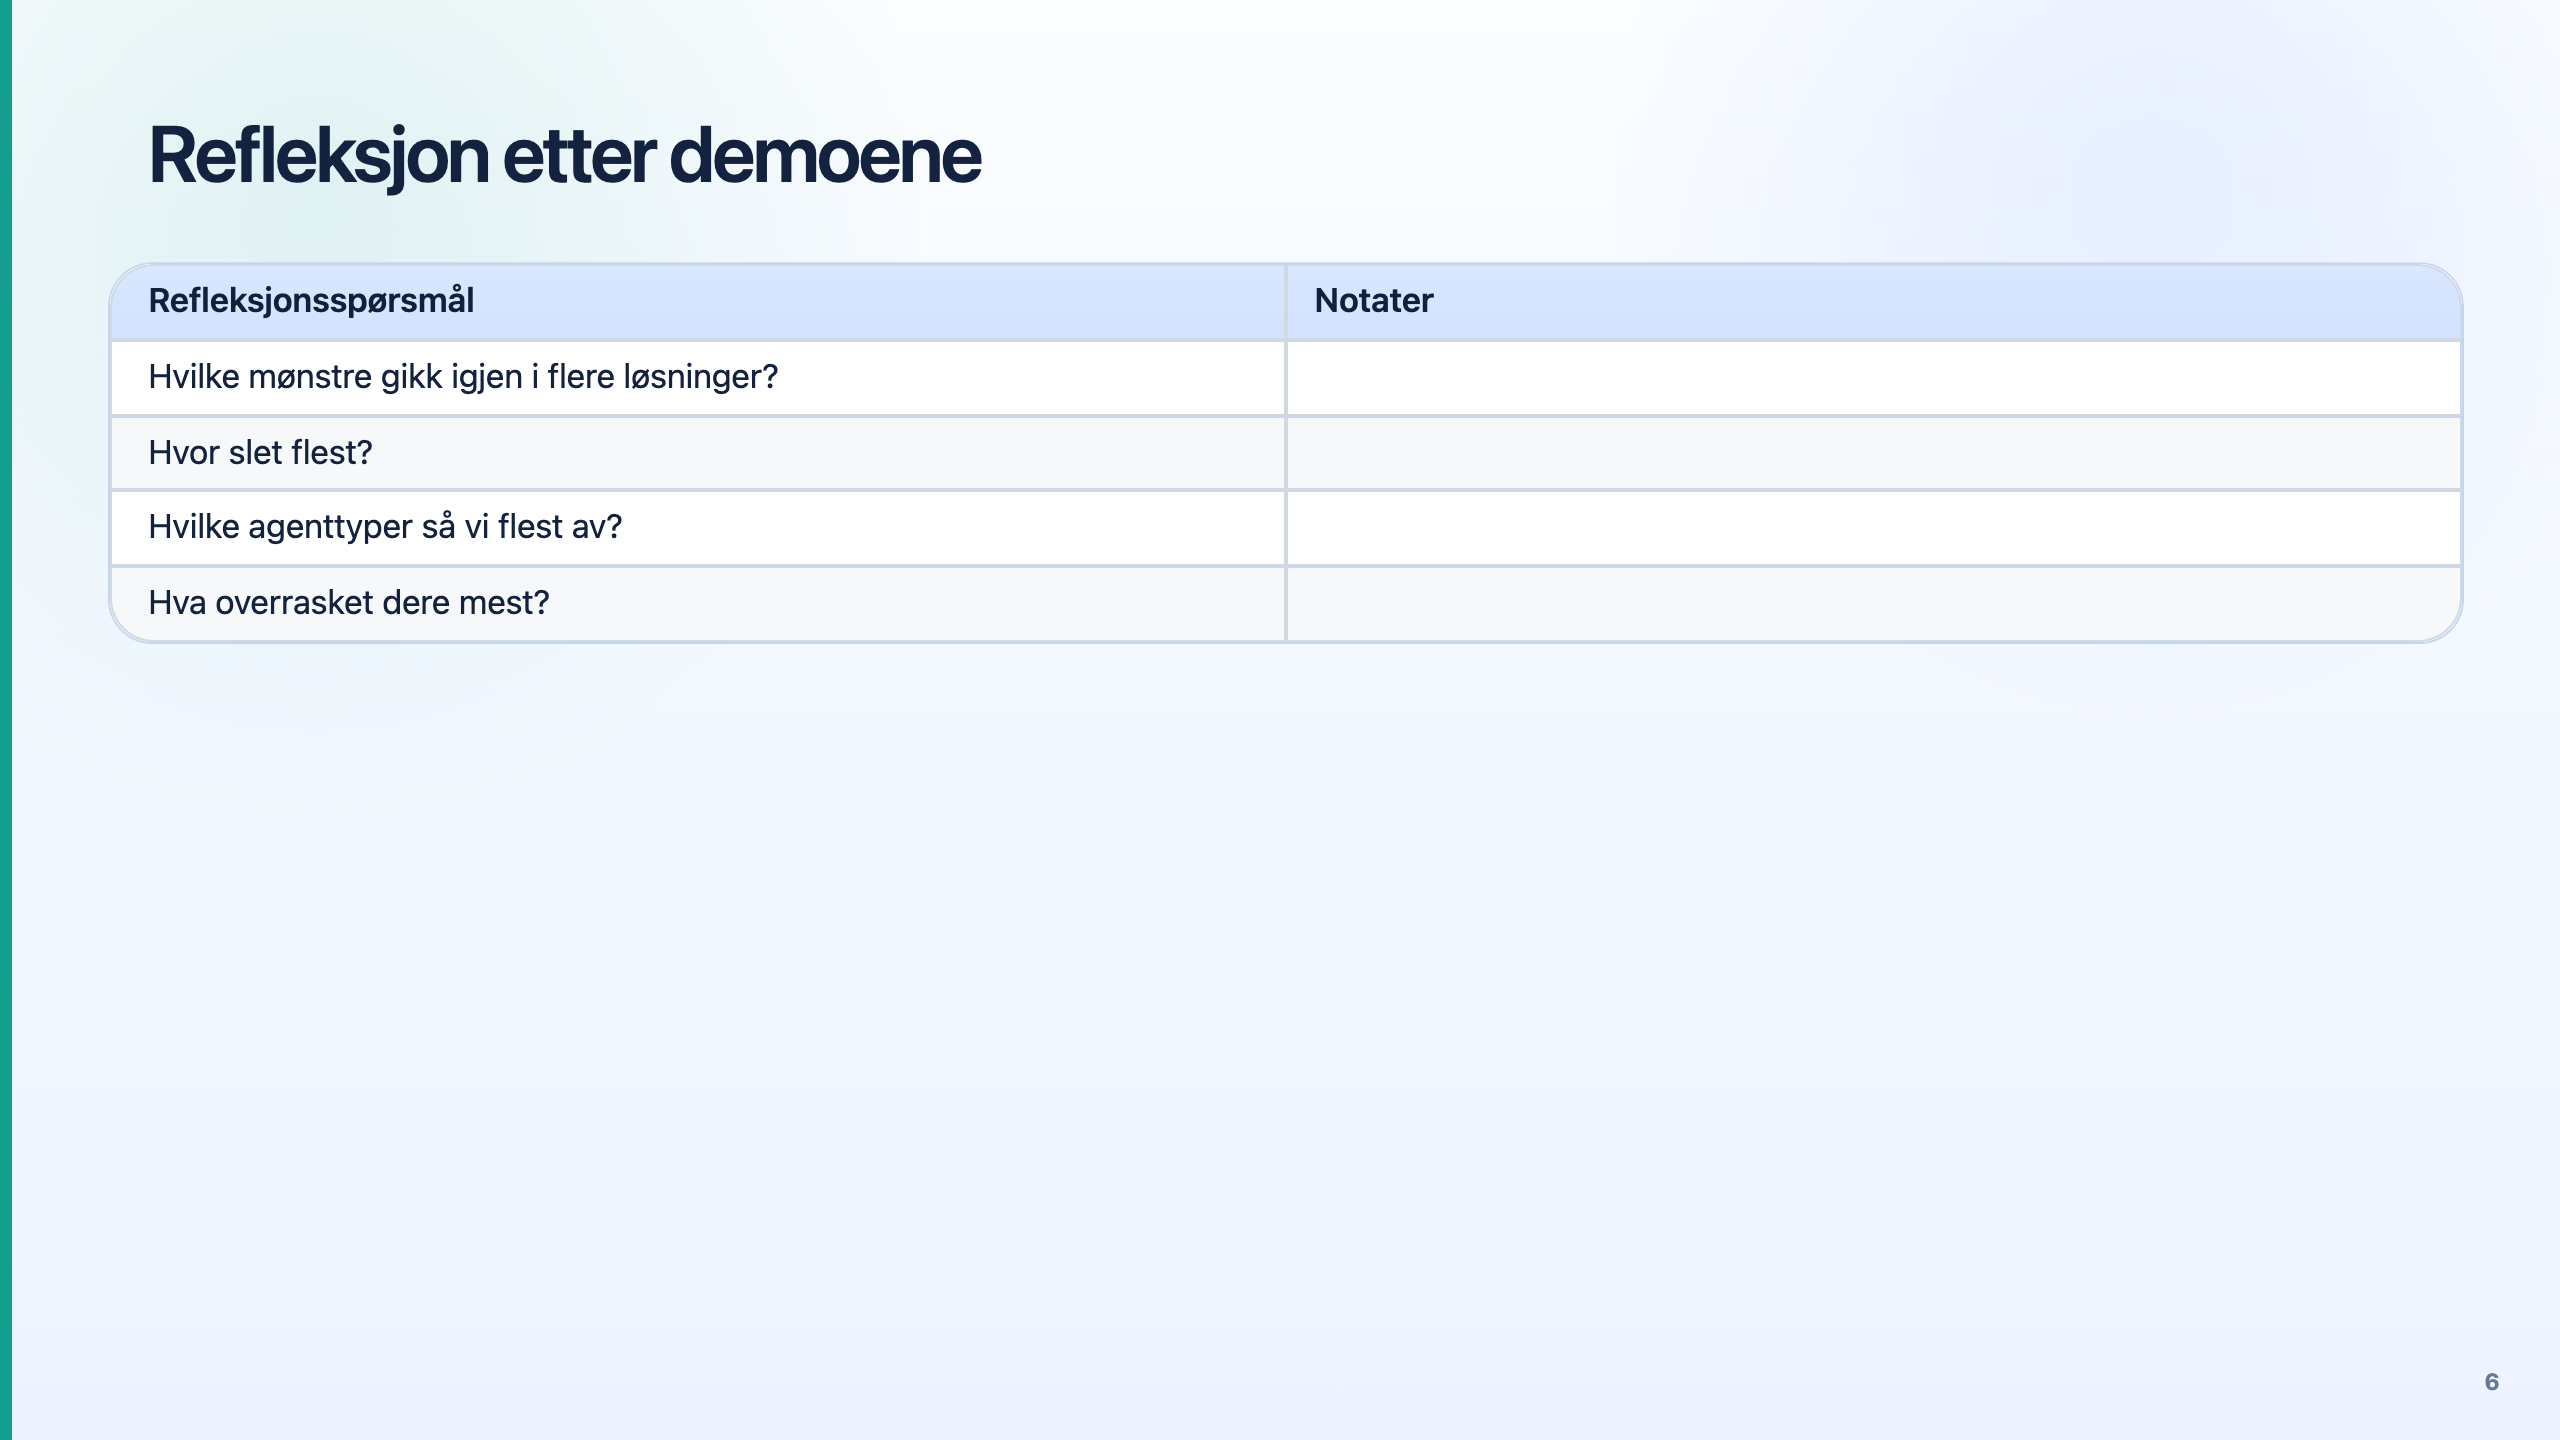 Refleksjon etter demoene
Refleksjonsspørsmål
Notater
Hvilke mønstre gikk igjen i flere løsninger?
Hvor slet flest?
Hvilke agenttyper så vi flest av?
Hva overrasket dere mest?
6